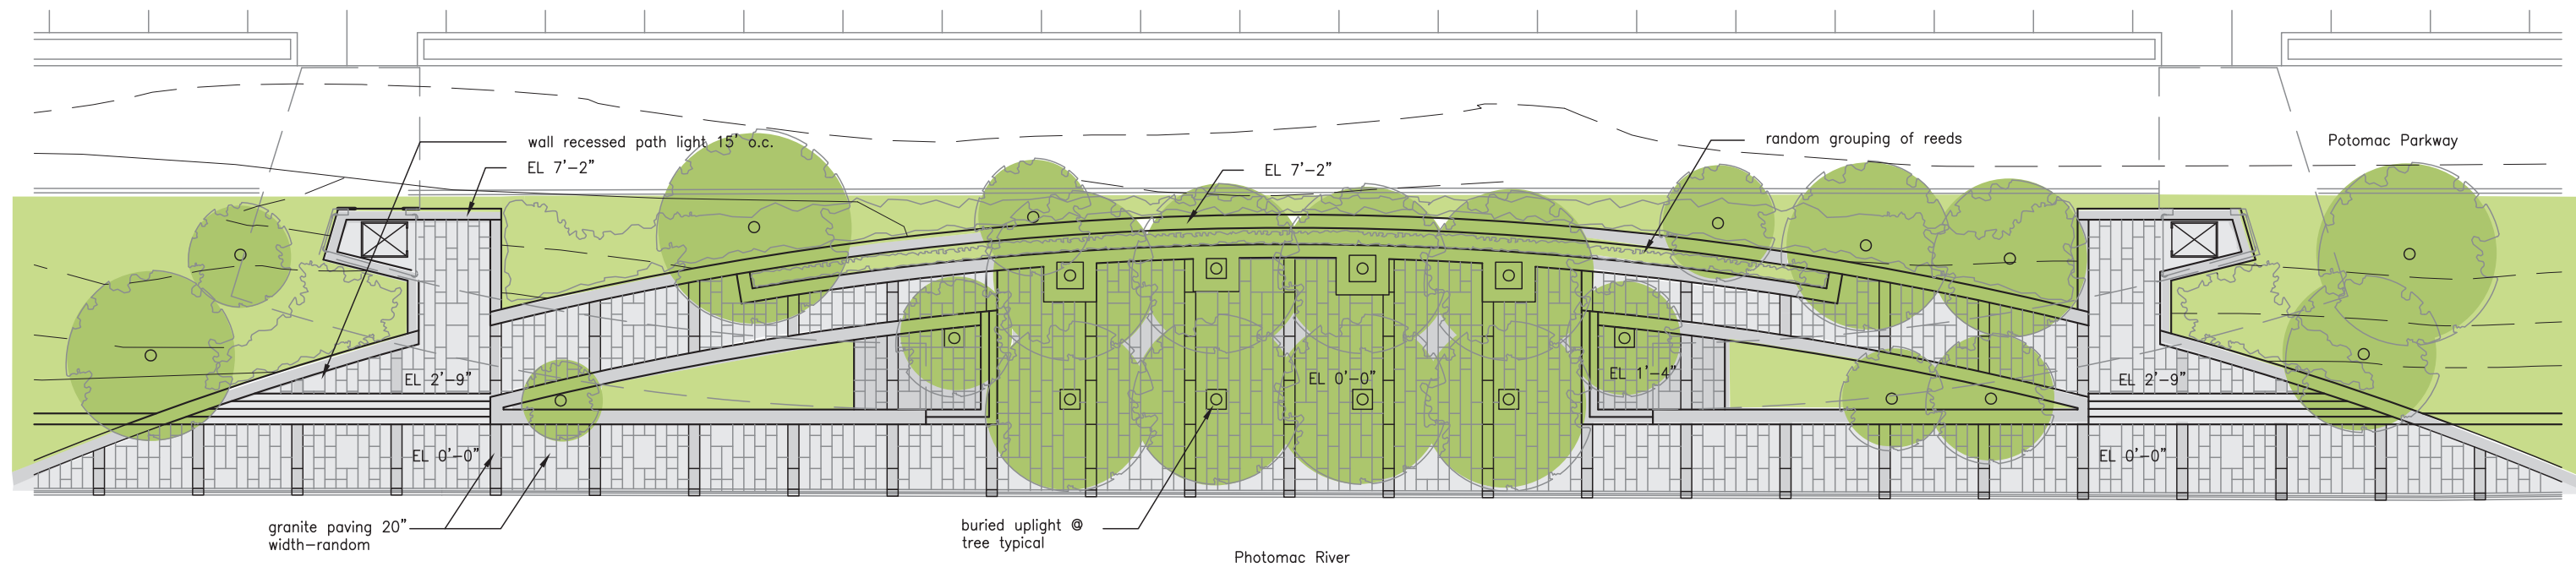 wall recessed path light 15' o.c.
EL 7'-2"
EL 7'-2"
random grouping of reeds
Potomac Parkway
EL 2'-9"
EL 0'-0"
EL 1'-4"
EL 2'-9"
EL 0'-0"
EL 0'-0"
granite paving 20"
width-random
buried uplight @
tree typical
Photomac River